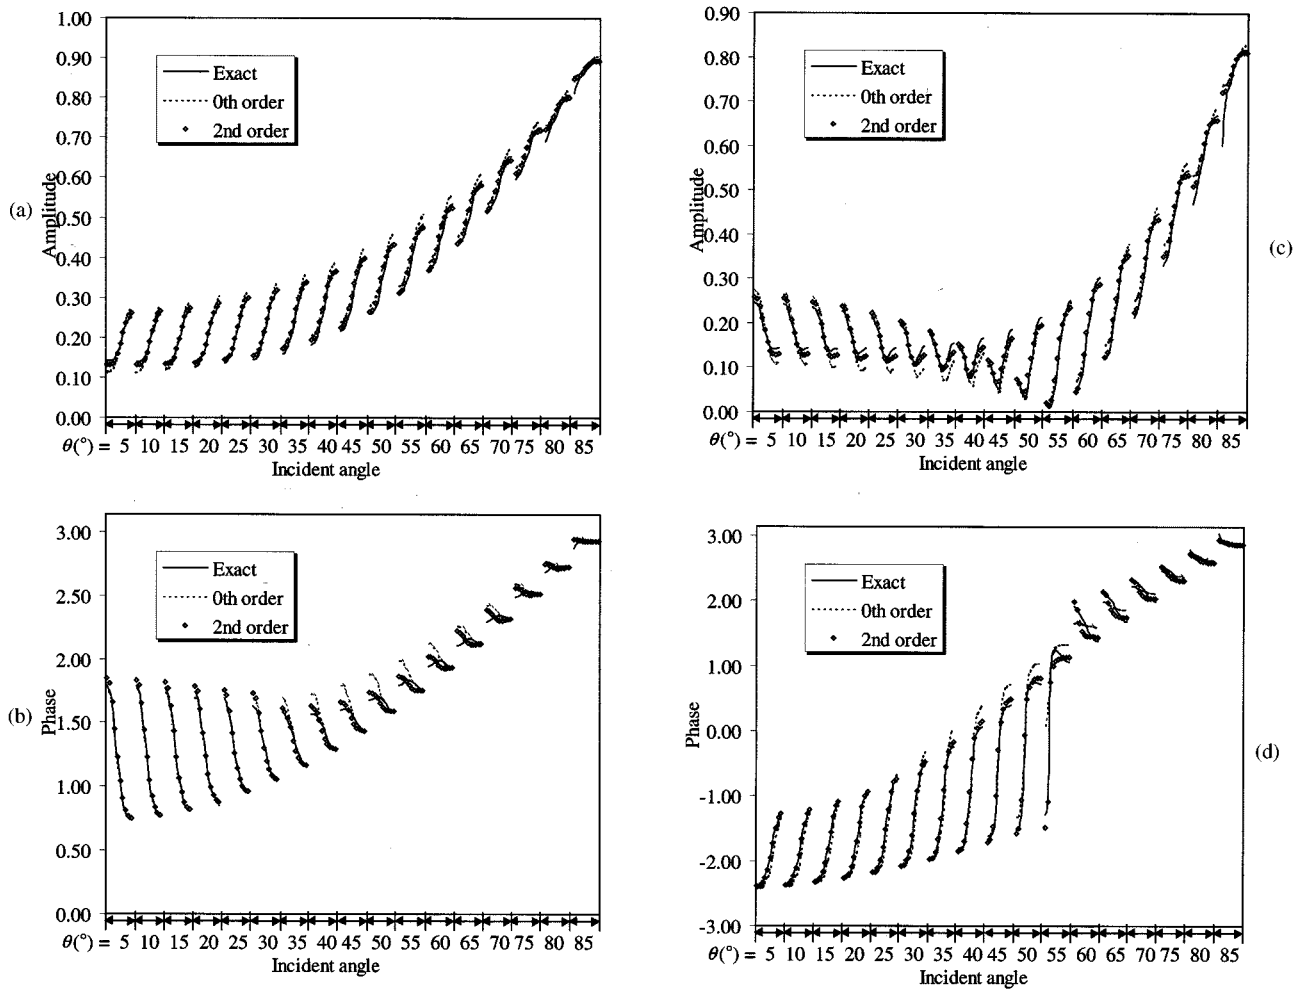 (a)
Amplitude
1.00
0.90
0.80
0.70
0.60
0.50
0.40
0.30
0.20
0.10
0.00
Exact
0th order
2nd order
θ(°) = 5 10 15 20 25 30 35 40 45 50 55 60 65 70 75 80 85
Incident angle
(c)
Amplitude
0.90
0.80
0.70
0.60
0.50
0.40
0.30
0.20
0.10
0.00
Exact
0th order
2nd order
θ(°) = 5 10 15 20 25 30 35 40 45 50 55 60 65 70 75 80 85
Incident angle
(b)
Phase
3.00
2.50
2.00
1.50
1.00
0.50
0.00
Exact
0th order
2nd order
θ(°) = 5 10 15 20 25 30 35 40 45 50 55 60 65 70 75 80 85
Incident angle
(d)
Phase
3.00
2.00
1.00
0.00
-1.00
-2.00
-3.00
Exact
0th order
2nd order
θ(°) = 5 10 15 20 25 30 35 40 45 50 55 60 65 70 75 80 85
Incident angle